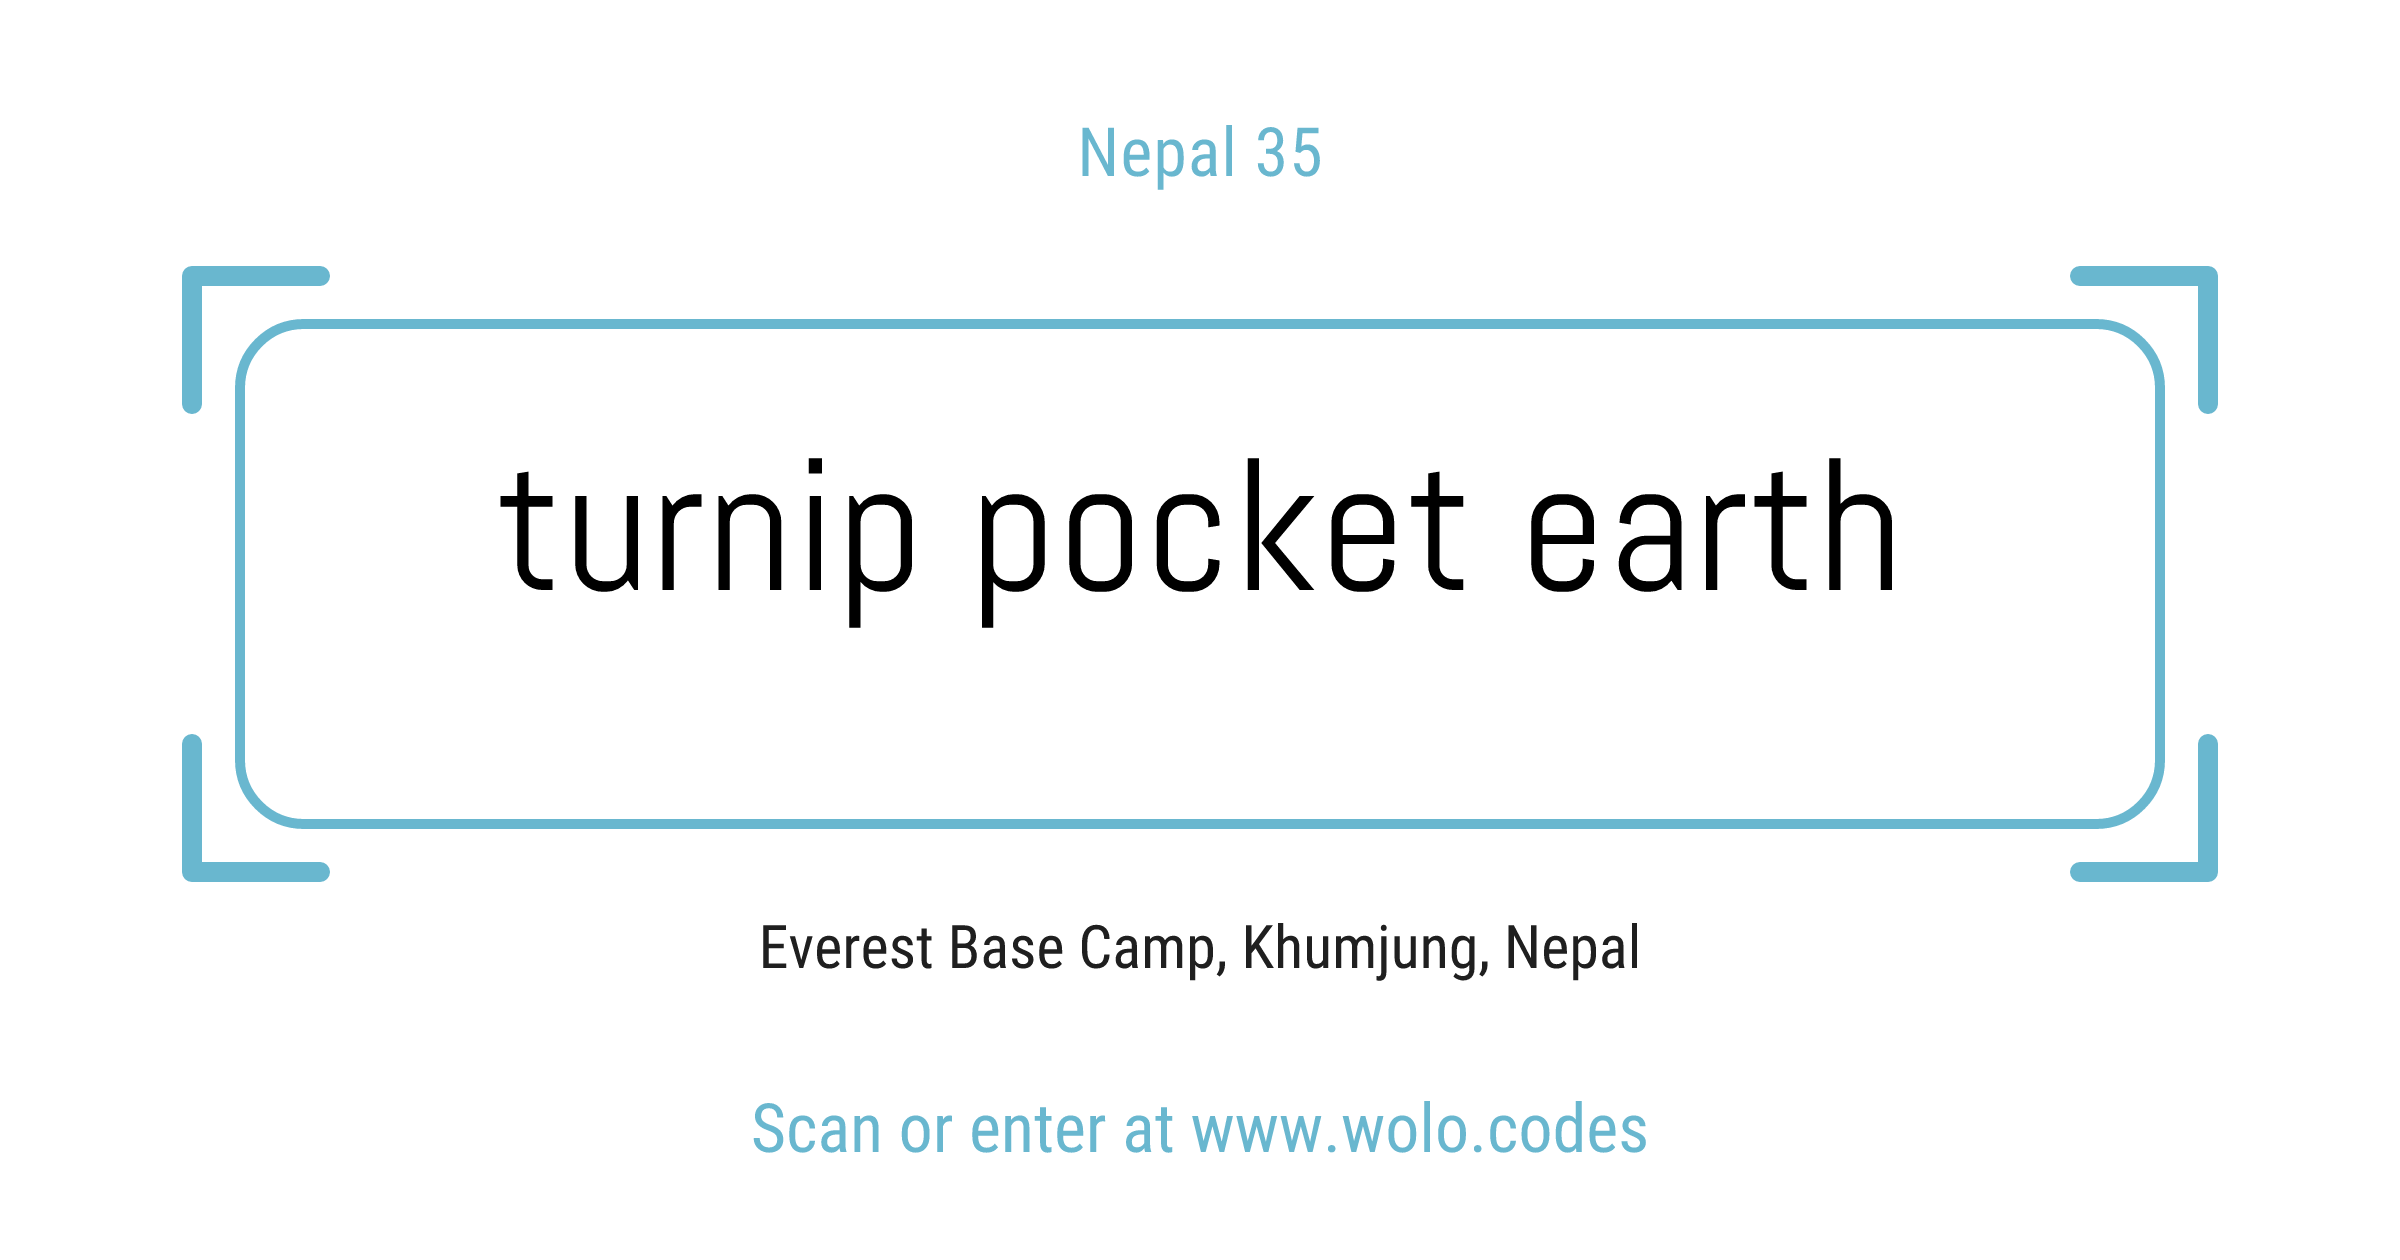 Nepal 35
turnip pocket earth
Everest Base Camp, Khumjung, Nepal
Scan or enter at www.wolo.codes